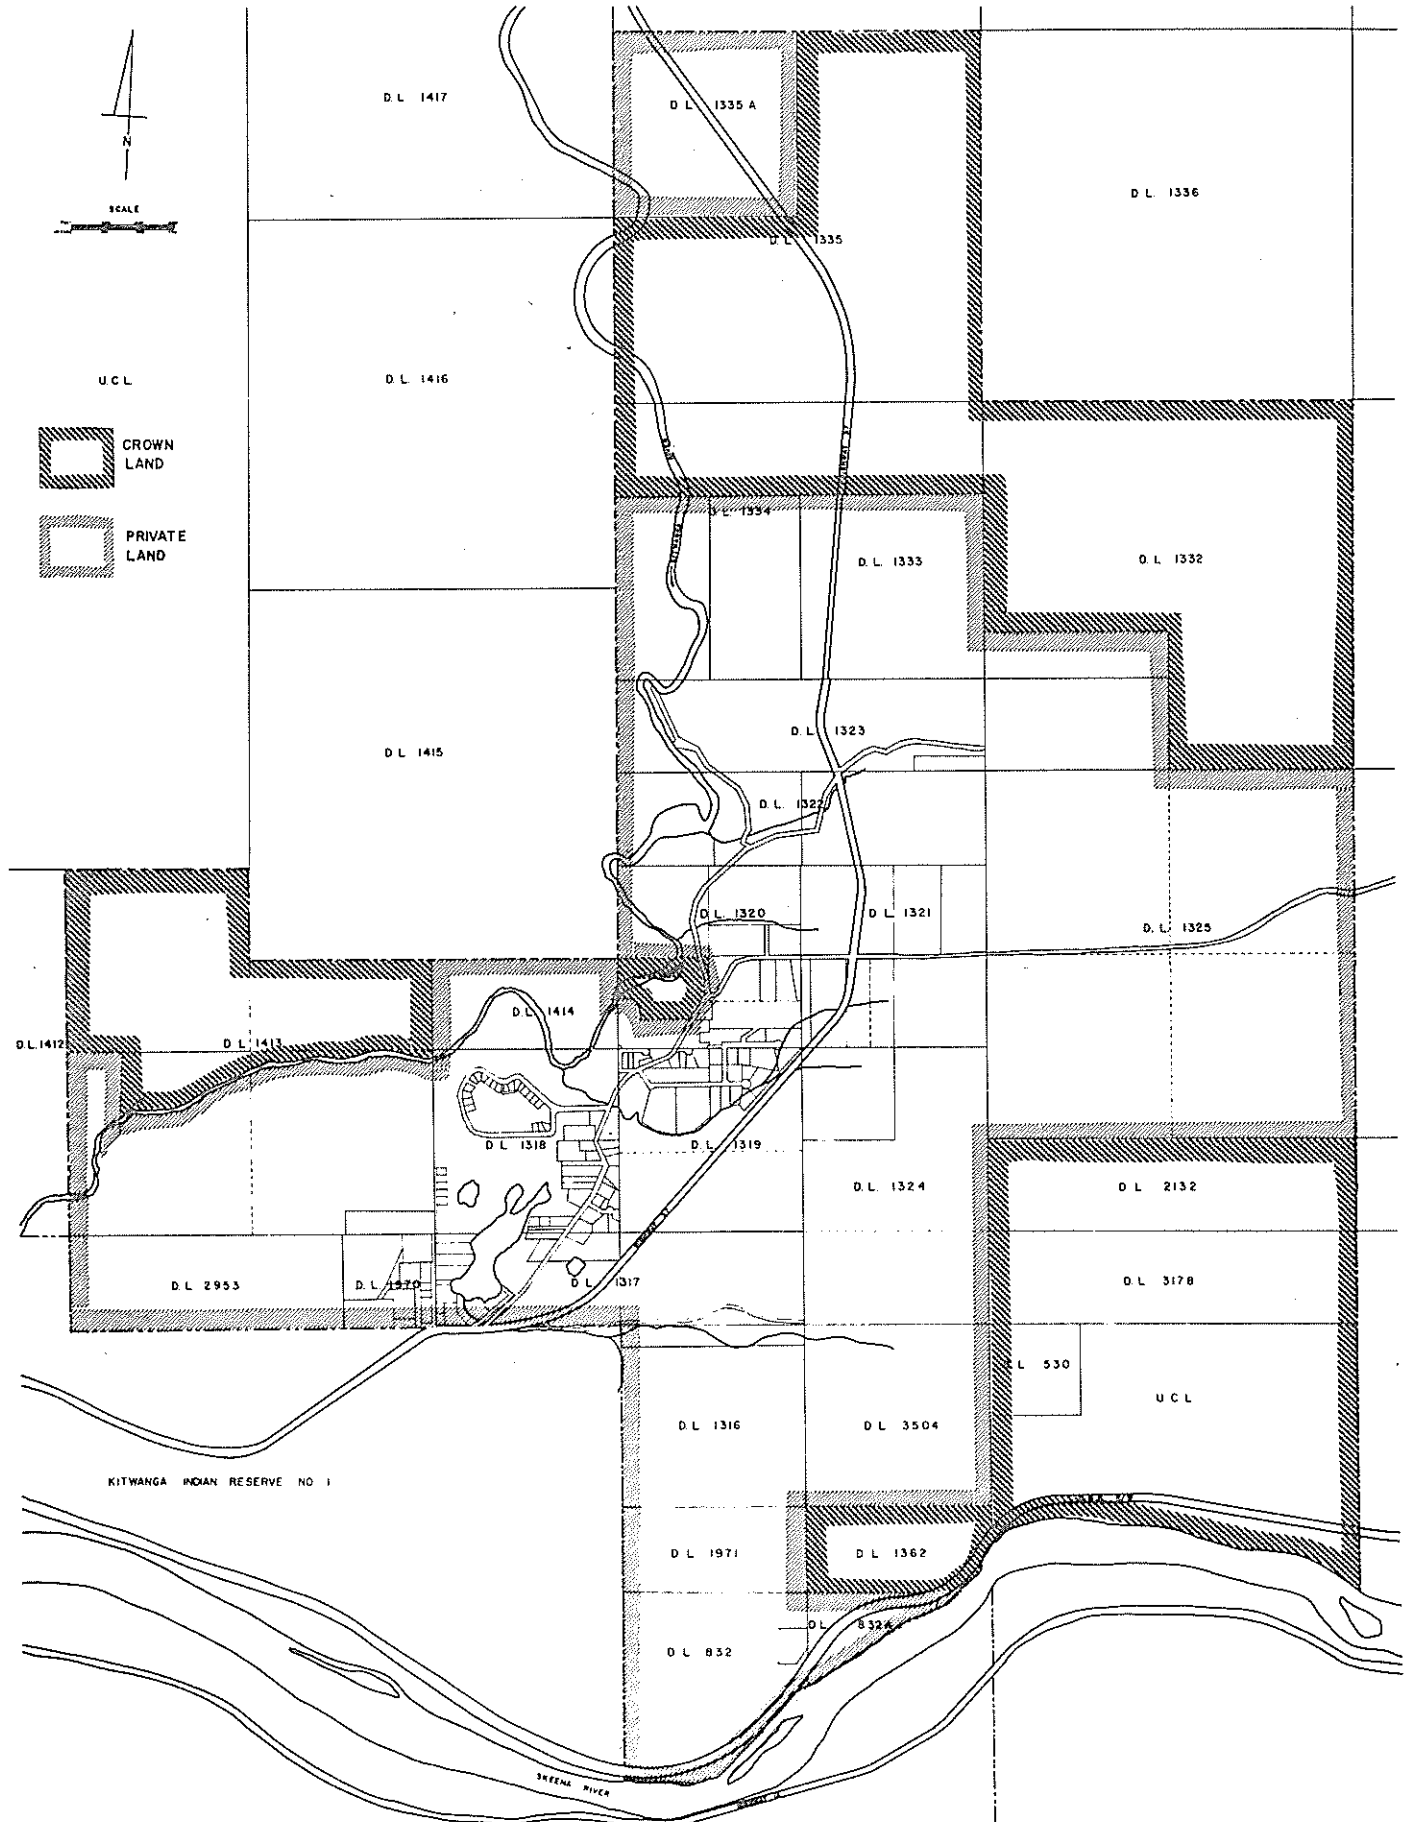 D.L. 1417
D.L. 1335 A
N
D.L. 1336
SCALE
D.L. 1335
U.C.L.
D.L. 1416
CROWN
LAND
PRIVATE
LAND
D.L. 1334
D.L. 1333
D.L. 1332
D.L. 1323
D.L. 1415
D.L. 1322
D.L. 1320
D.L. 1321
D.L. 1325
D.L. 1414
D.L. 1412
D.L. 1413
D.L. 1318
D.L. 1319
D.L. 1324
D.L. 2132
D.L. 2953
D.L. 1970
D.L. 1317
D.L. 3178
L 530
U C L
D.L. 1316
D.L. 3504
KITWANGA INDIAN RESERVE NO 1
D.L. 1971
D.L. 1362
D.L. 832A
D.L. 832
SKEENA RIVER